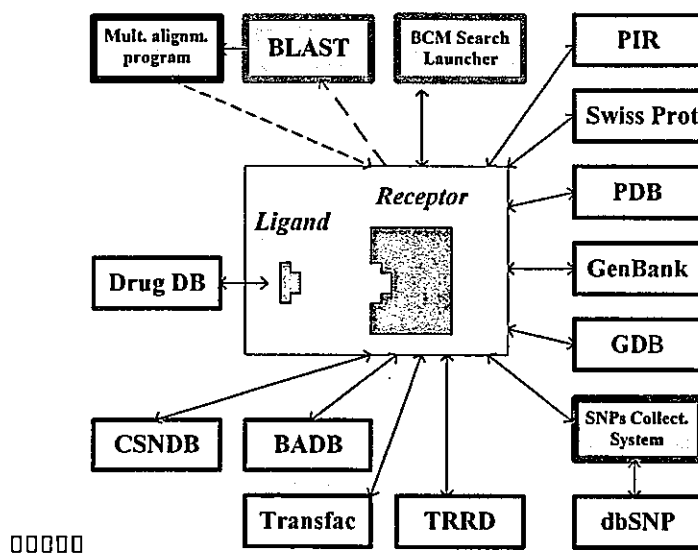 Mult. alignm.
program
BLAST
BCM Search
Launcher
PIR
Swiss Prot
PDB
GenBank
GDB
Ligand
Receptor
Drug DB
CSNDB
BADB
SNPs Collect.
System
Transfac
TRRD
dbSNP